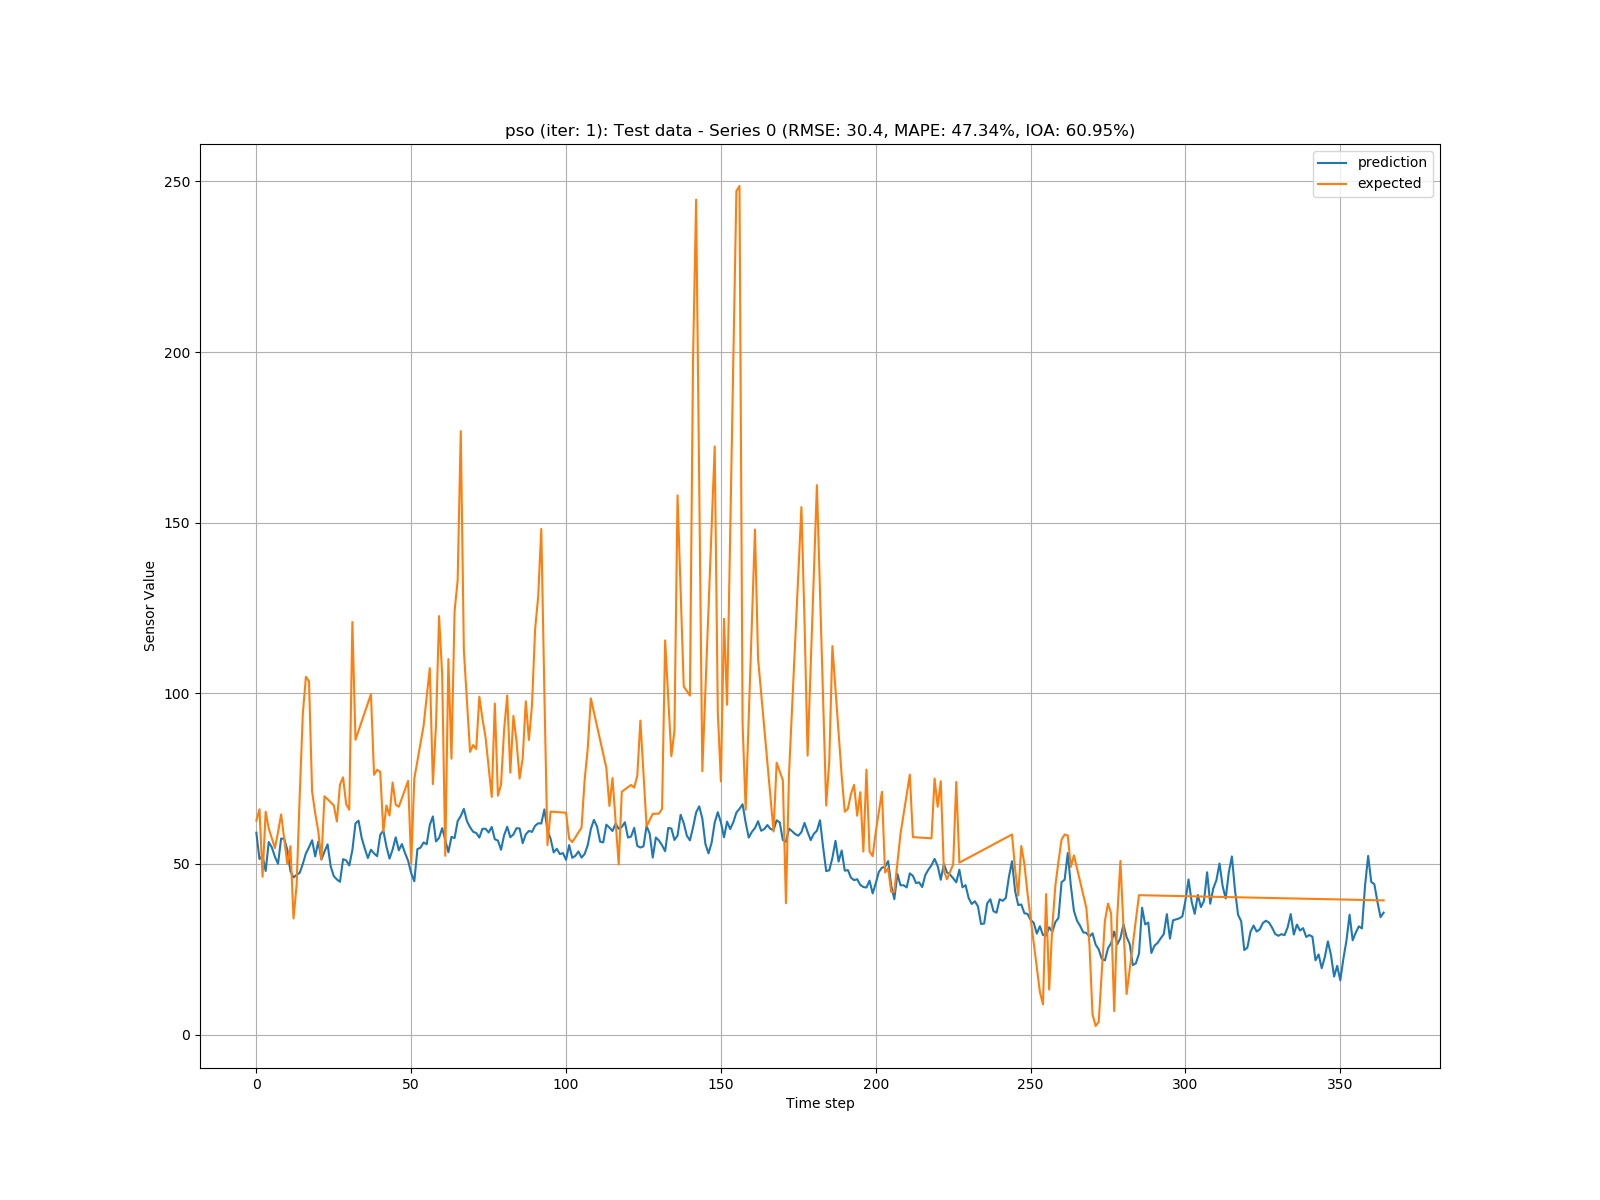 pso (iter: 1): Test data - Series 0 (RMSE: 30.4, MAPE: 47.34%, IOA: 60.95%)
prediction
expected
250
200
150
100
50
0
Sensor Value
0 50 100 150 200 250 300 350
Time step